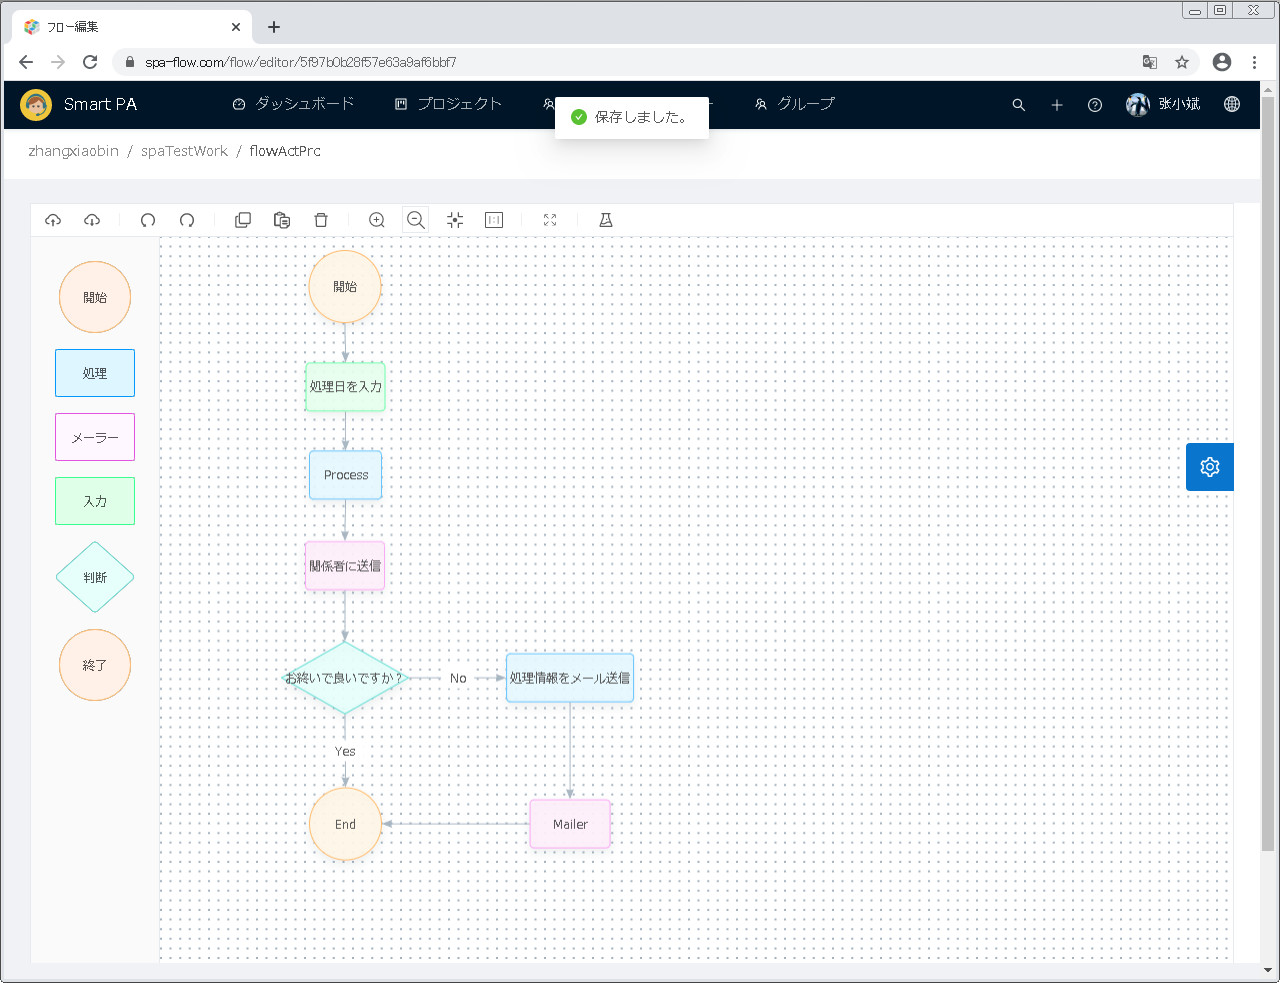 フロー編集
spa-flow.com/flow/editor/5f97b0b28f57e63a9af6bbf7
Smart PA
ダッシュボード
プロジェクト
グループ
张小斌
保存しました。
zhangxiaobin / spaTestWork / flowActPrc
開始
処理
メーラー
入力
判断
終了
開始
処理日を入力
Process
関係者に送信
お終いで良いですか?
No
処理情報をメール送信
Yes
End
Mailer